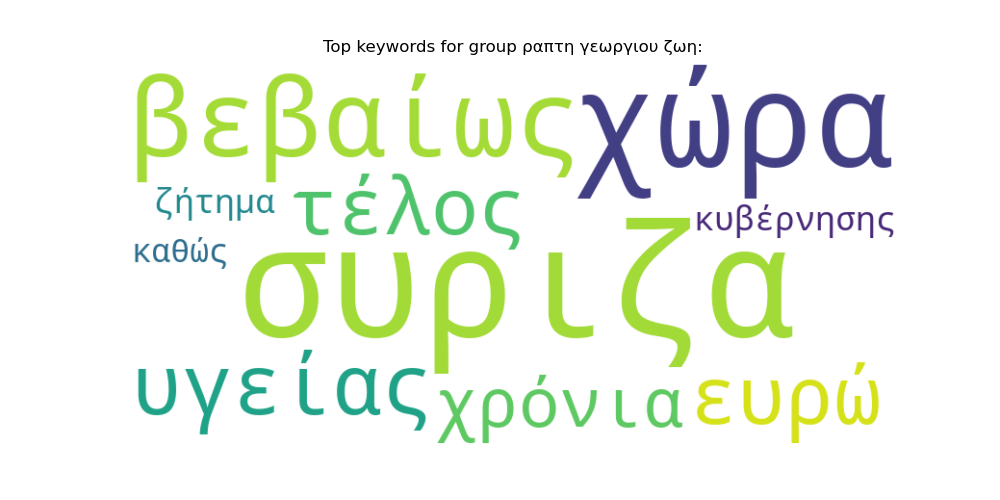 Top keywords for group ραπτη γεωργιου ζωη:
βεβαίως χώρα
ζήτημα τέλος κυβέρνησης
καθώς συριζα
υγείας χρόνια ευρώ